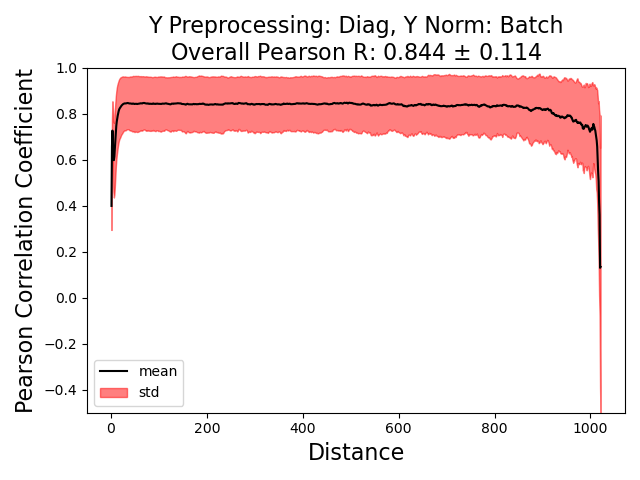 Y Preprocessing: Diag, Y Norm: Batch
Overall Pearson R: 0.844 ± 0.114
Pearson Correlation Coefficient
1.0
0.8
0.6
0.4
0.2
0.0
−0.2
−0.4
mean
std
0 200 400 600 800 1000
Distance